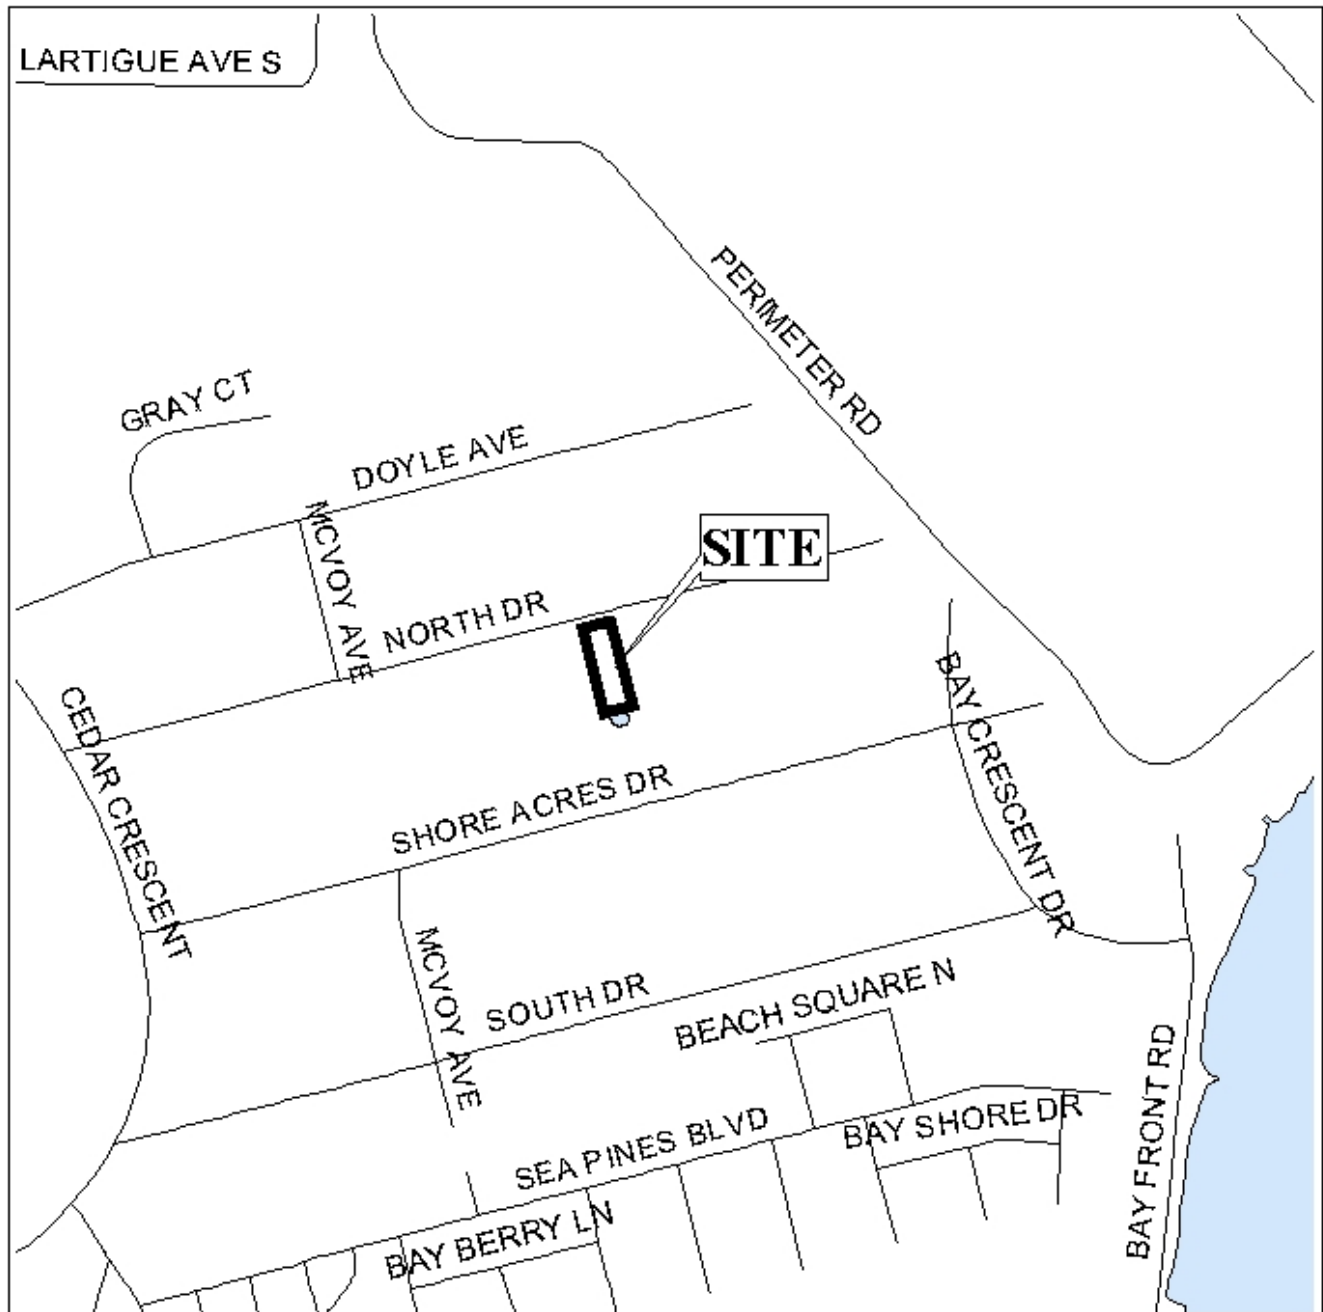 LARTIGUE AVE S
PERIMETER RD
GRAY CT
DOYLE AVE
MCVOY AVE
SITE
NORTH DR
BAY CRESCENT DR
CEDAR CRESCENT
SHORE ACRES DR
MCVOY AVE
SOUTH DR
BEACH SQUARE N
BAY FRONT RD
SEA PINES BLVD
BAY SHORE DR
BAY BERRY LN